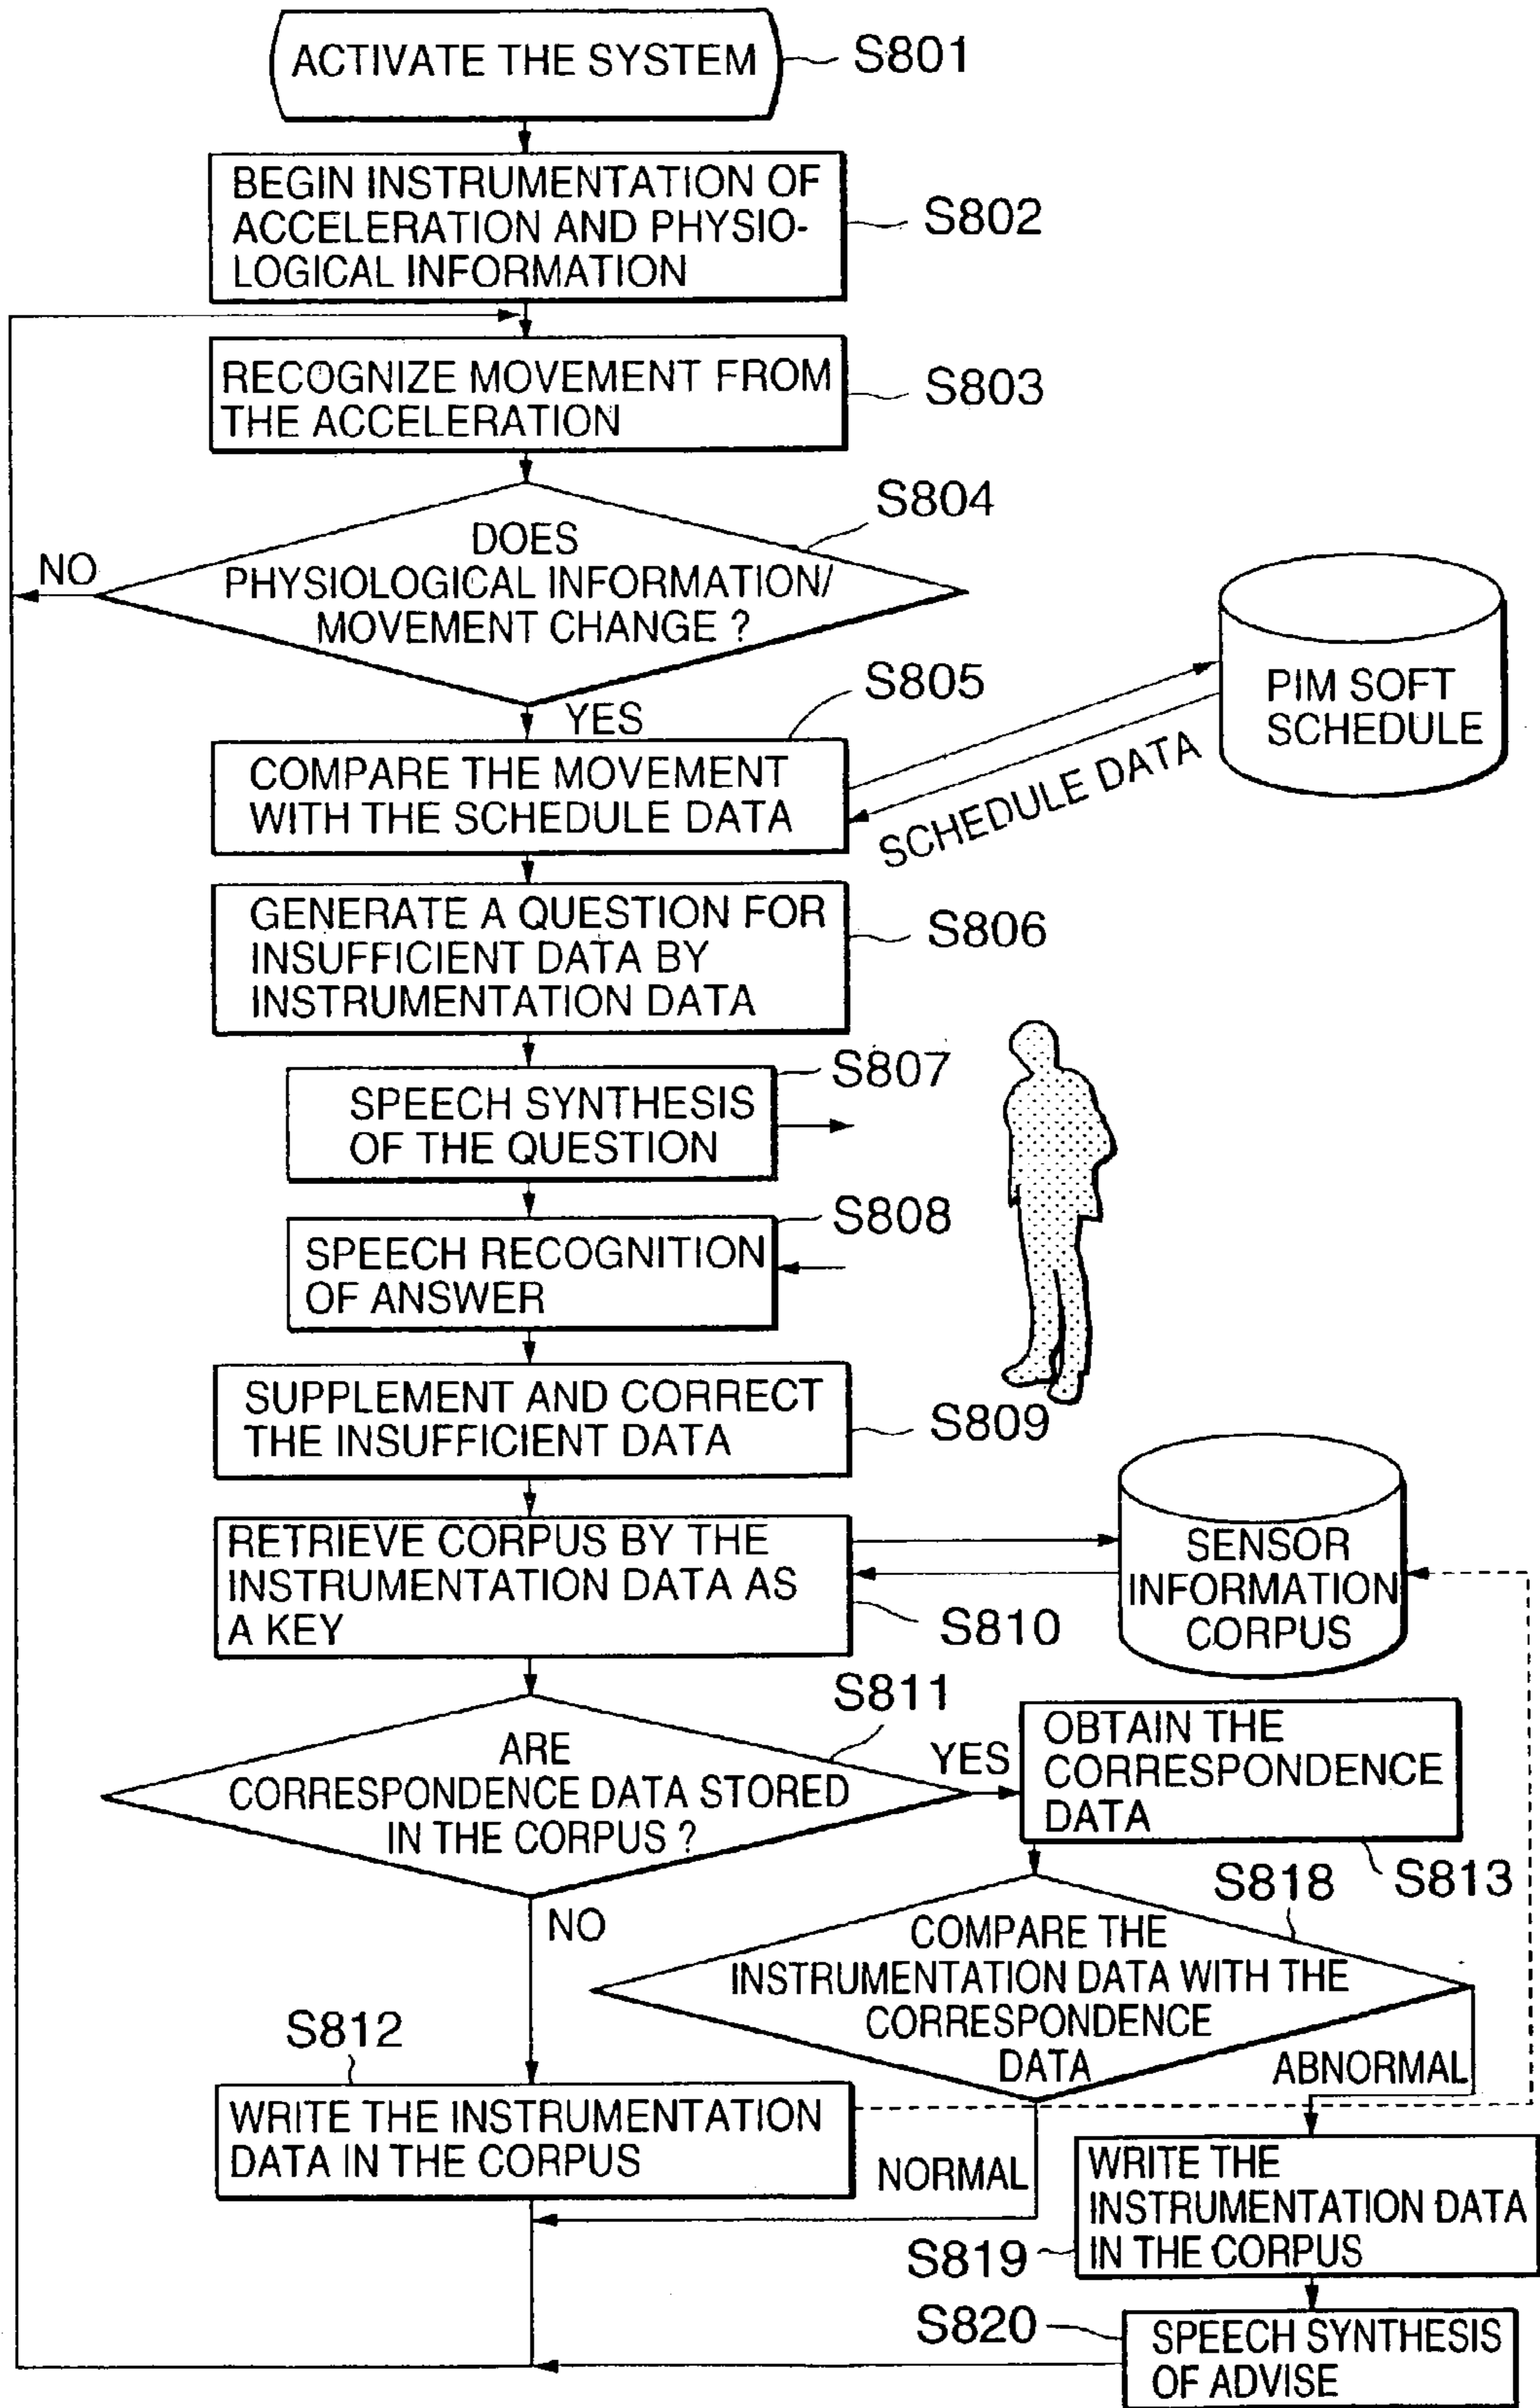 ACTIVATE THE SYSTEM
S801
BEGIN INSTRUMENTATION OF
ACCELERATION AND PHYSIO-
LOGICAL INFORMATION
S802
RECOGNIZE MOVEMENT FROM
THE ACCELERATION
S803
S804
DOES
PHYSIOLOGICAL INFORMATION/
MOVEMENT CHANGE ?
NO
YES
S805
COMPARE THE MOVEMENT
WITH THE SCHEDULE DATA
PIM SOFT
SCHEDULE
SCHEDULE DATA
GENERATE A QUESTION FOR
INSUFFICIENT DATA BY
INSTRUMENTATION DATA
S806
S807
SPEECH SYNTHESIS
OF THE QUESTION
S808
SPEECH RECOGNITION
OF ANSWER
SUPPLEMENT AND CORRECT
THE INSUFFICIENT DATA
S809
RETRIEVE CORPUS BY THE
INSTRUMENTATION DATA AS
A KEY
S810
SENSOR
INFORMATION
CORPUS
S811
ARE
CORRESPONDENCE DATA STORED
IN THE CORPUS ?
YES
NO
OBTAIN THE
CORRESPONDENCE
DATA
S813
S818
COMPARE THE
INSTRUMENTATION DATA WITH THE
CORRESPONDENCE
DATA
ABNORMAL
NORMAL
S812
WRITE THE INSTRUMENTATION
DATA IN THE CORPUS
WRITE THE
INSTRUMENTATION DATA
IN THE CORPUS
S819
S820
SPEECH SYNTHESIS
OF ADVISE